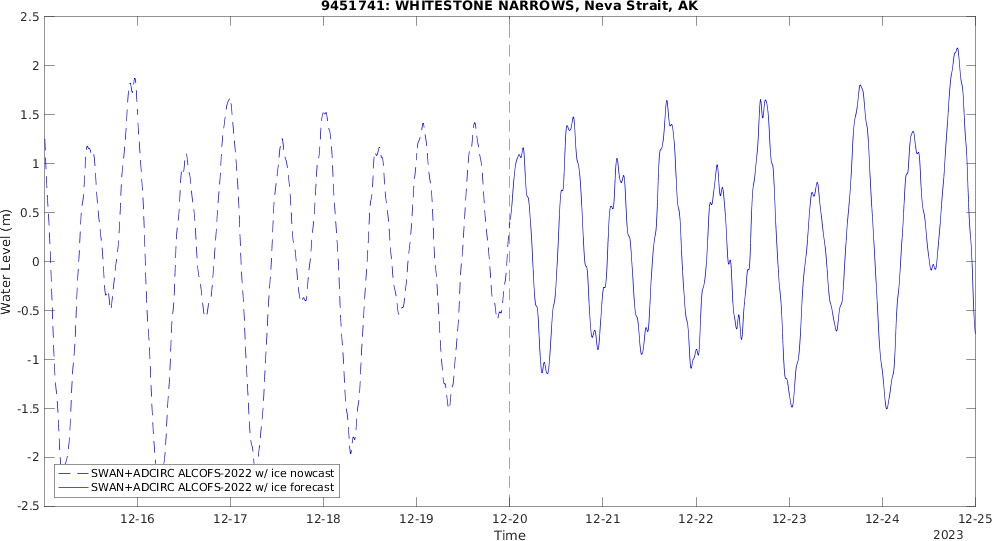 9451741: WHITESTONE NARROWS, Neva Strait, AK
2.5
2
1.5
1
0.5
0
-0.5
-1
-1.5
-2
-2.5
Water Level (m)
SWAN+ADCIRC ALCOFS-2022 w/ ice nowcast
SWAN+ADCIRC ALCOFS-2022 w/ ice forecast
12-16 12-17 12-18 12-19 12-20 12-21 12-22 12-23 12-24 12-25
Time
2023